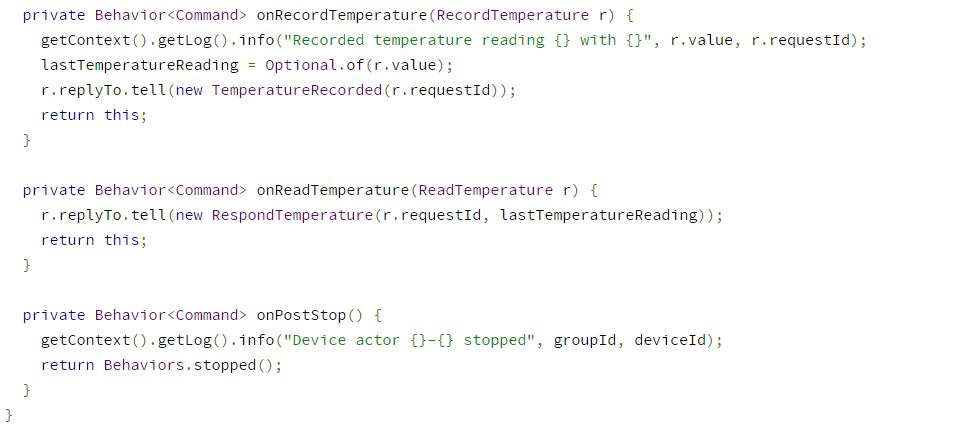 private Behavior<Command> onRecordTemperature(RecordTemperature r) {
getContext().getLog().info("Recorded temperature reading {} with {}", r.value, r.requestId);
lastTemperatureReading = Optional.of(r.value);
r.replyTo.tell(new TemperatureRecorded(r.requestId));
return this;
}
private Behavior<Command> onReadTemperature(ReadTemperature r) {
r.replyTo.tell(new RespondTemperature(r.requestId, lastTemperatureReading));
return this;
}
private Behavior<Command> onPostStop() {
getContext().getLog().info("Device actor {}-{} stopped", groupId, deviceId);
return Behaviors.stopped();
}
}